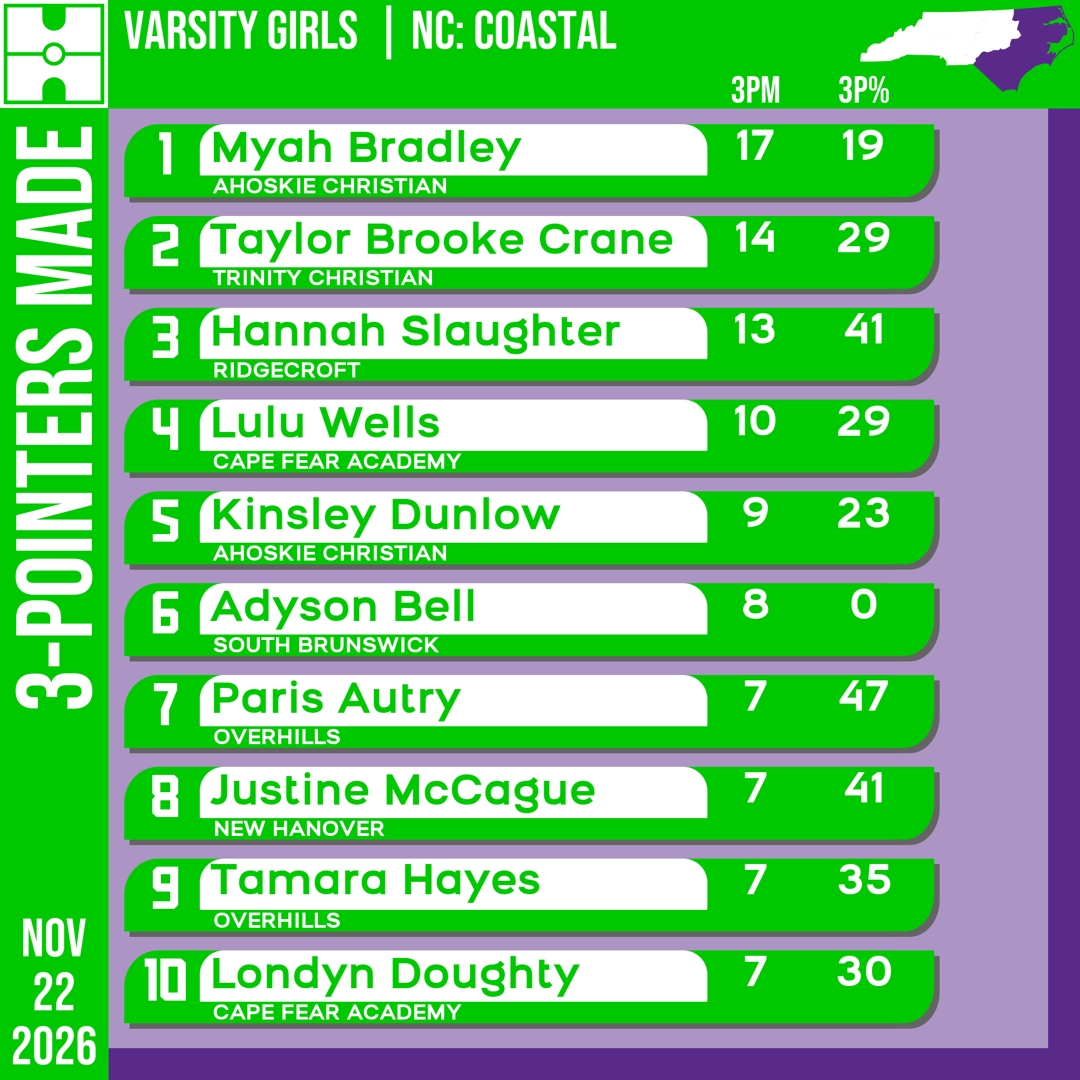 VARSITY GIRLS | NC: COASTAL
3PM 3P%
3-POINTERS MADE
1 Myah Bradley 17 19
AHOSKIE CHRISTIAN
2 Taylor Brooke Crane 14 29
TRINITY CHRISTIAN
3 Hannah Slaughter 13 41
RIDGECROFT
4 Lulu Wells 10 29
CAPE FEAR ACADEMY
5 Kinsley Dunlow 9 23
AHOSKIE CHRISTIAN
6 Adyson Bell 8 0
SOUTH BRUNSWICK
7 Paris Autry 7 47
OVERHILLS
8 Justine McCague 7 41
NEW HANOVER
9 Tamara Hayes 7 35
OVERHILLS
10 Londyn Doughty 7 30
CAPE FEAR ACADEMY
NOV
22
2026